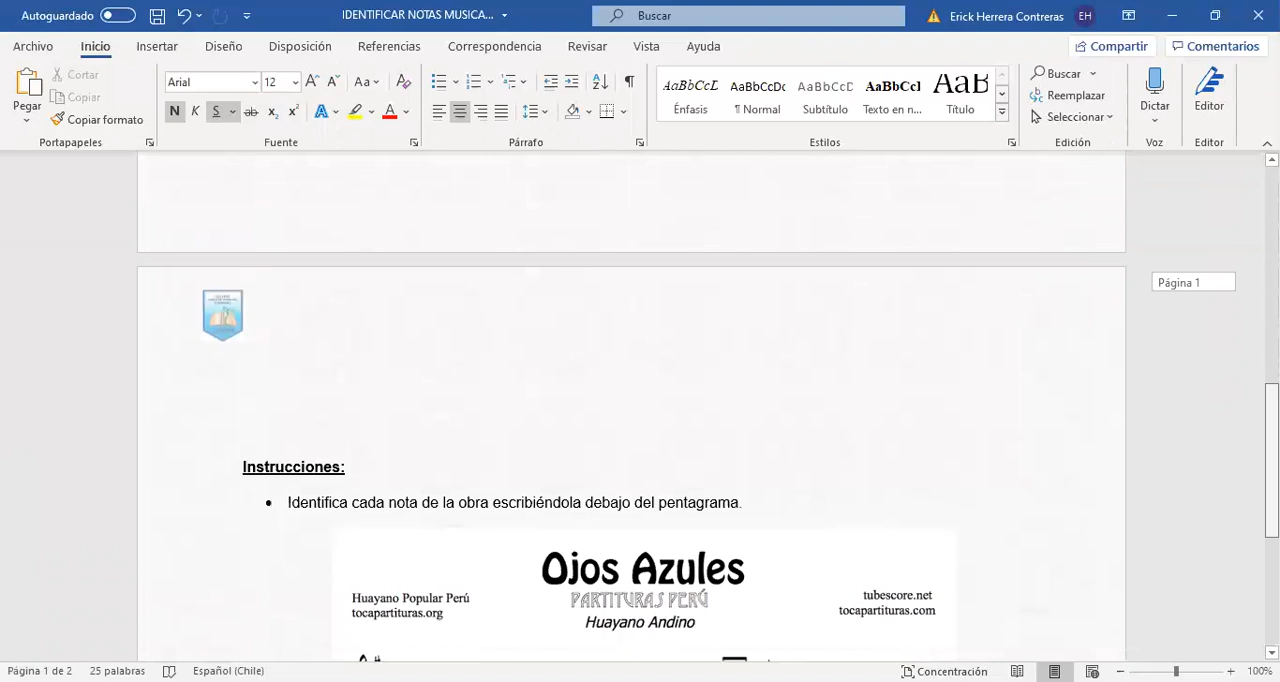 Autoguardado
IDENTIFICAR NOTAS MUSICA...
Buscar
Erick Herrera Contreras
EH
Archivo
Inicio
Insertar
Diseño
Disposición
Referencias
Correspondencia
Revisar
Vista
Ayuda
Compartir
Comentarios
Pegar
Cortar
Copiar
Copiar formato
Portapapeles
Arial
12
Aa
N K S ab x₂ x²
A
A
Fuente
Párrafo
AaBbCcL
Énfasis
AaBbCcDc
¶ Normal
AaBbCcD
Subtítulo
AaBbCcl
Texto en n...
AaB
Título
Estilos
Buscar
Reemplazar
Seleccionar
Edición
Dictar
Voz
Editor
Editor
Página 1
Instrucciones:
• Identifica cada nota de la obra escribiéndola debajo del pentagrama.
Ojos Azules
PARTITURAS PERÚ
Huayano Andino
Huayano Popular Perú
tocapartituras.org
tubescore.net
tocapartituras.com
Página 1 de 2
25 palabras
Español (Chile)
Concentración
100%